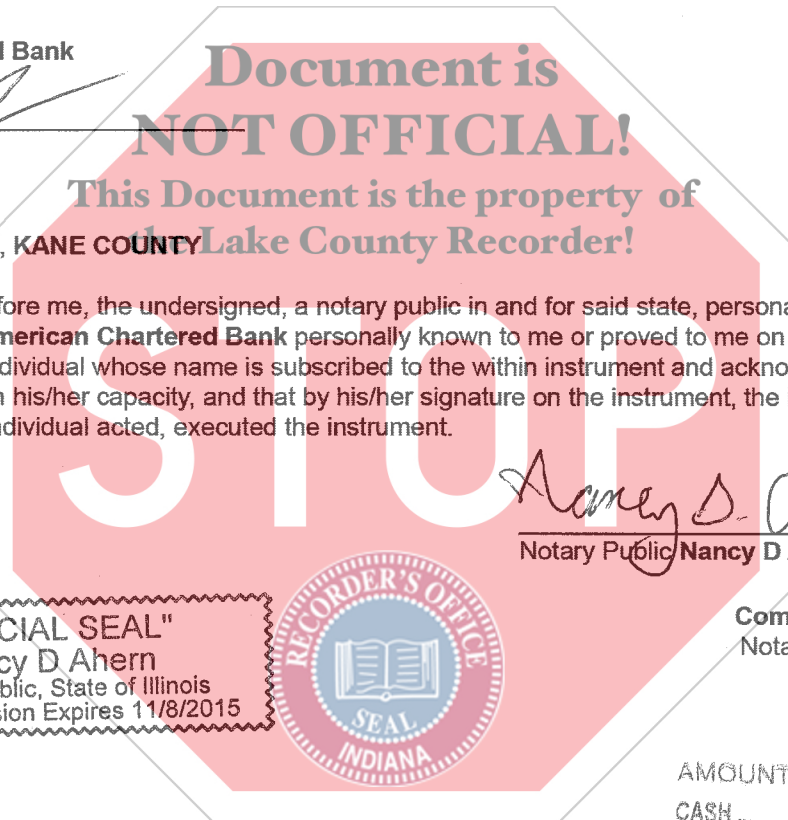 Bank
Document is
NOT OFFICIAL!
This Document is the property of
the Lake County Recorder!
, KANE COUNTY
fore me, the undersigned, a notary public in and for said state, persona
merican Chartered Bank personally known to me or proved to me on
dividual whose name is subscribed to the within instrument and ackno
his/her capacity, and that by his/her signature on the instrument, the
ndividual acted, executed the instrument.
STOP
Nancy D.
Notary Public Nancy D
CIAL SEAL"
cy D Ahern
blic, State of Illinois
sion Expires 11/8/2015
RECORDER'S OFFICE
SEAL
INDIANA
Com
Nota
AMOUNT
CASH